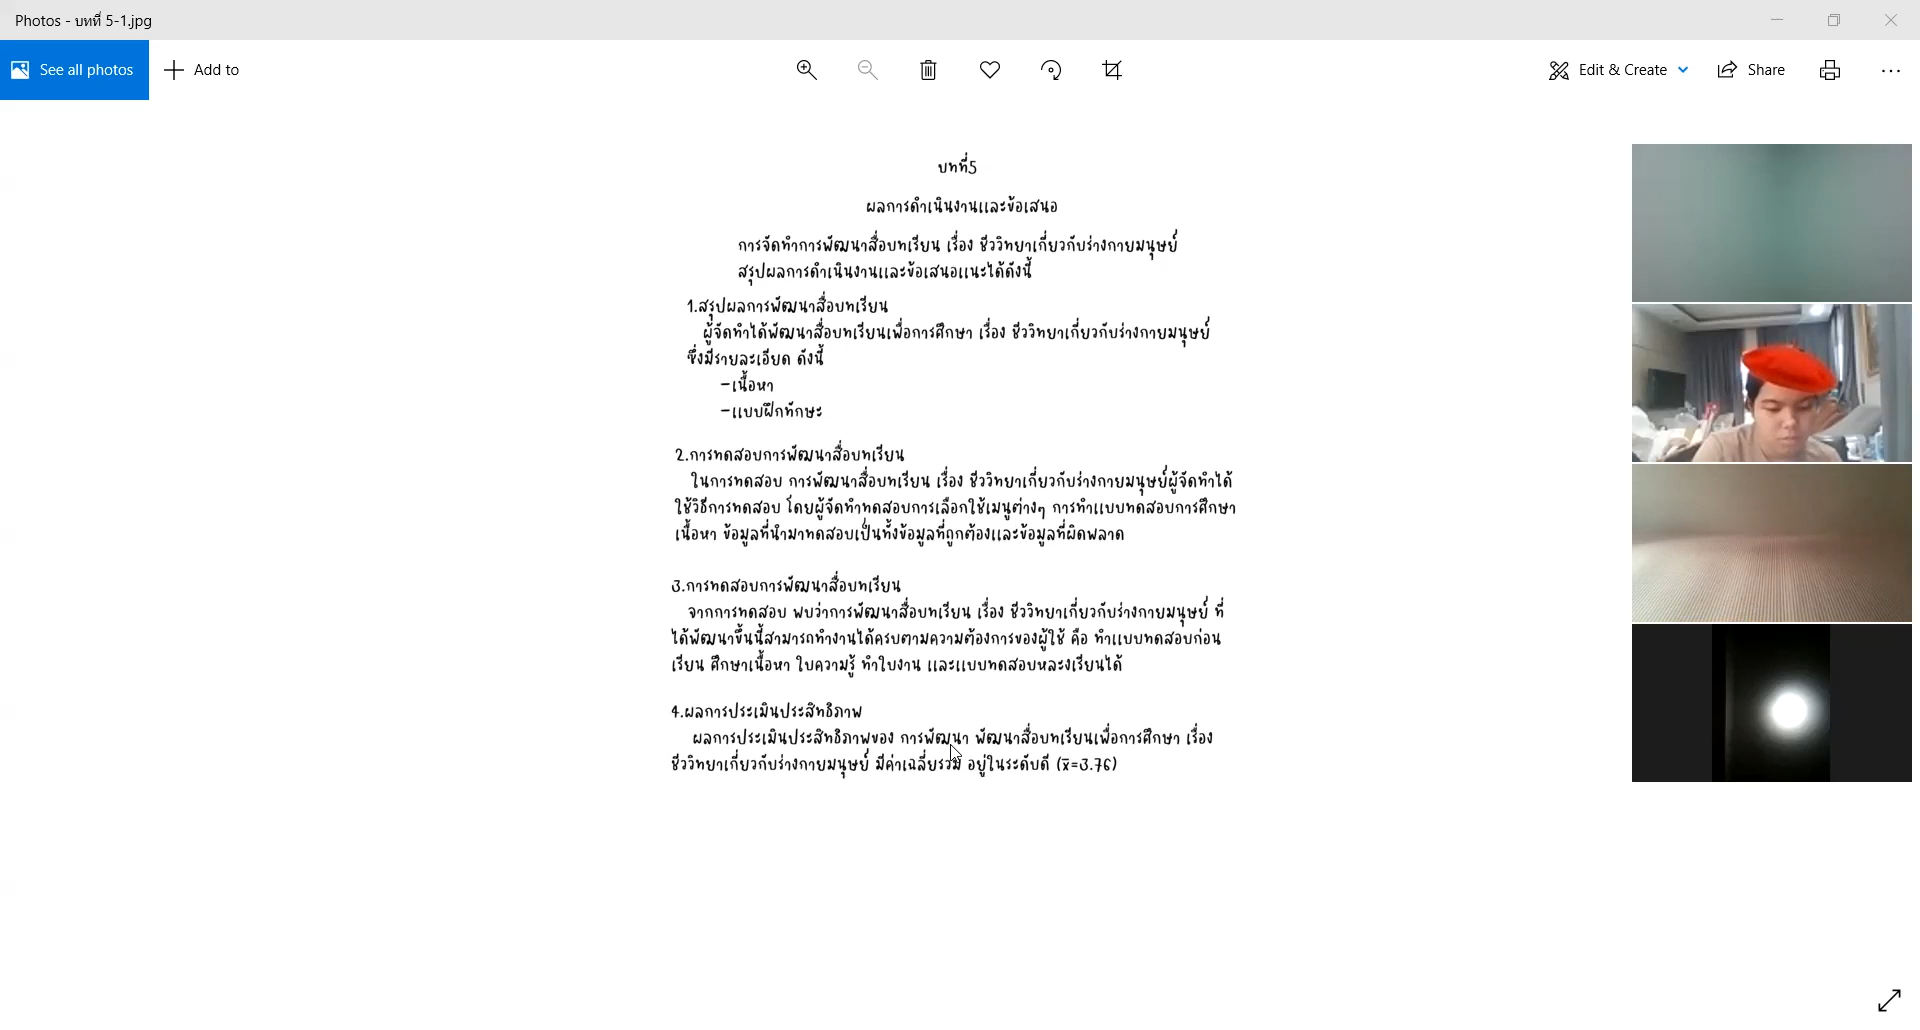 Photos - บทที่ 5-1.jpg
See all photos
Add to
Edit & Create
Share
บทที่5
ผลการดำเนินงานและข้อเสนอ
การจัดทำการพัฒนาสื่อบทเรียน เรื่อง ชีววิทยาเกี่ยวกับร่างกายมนุษย์
สรุปผลการดำเนินงานและข้อเสนอแนะได้ดังนี้
1.สรุปผลการพัฒนาสื่อบทเรียน
ผู้จัดทำได้พัฒนาสื่อบทเรียนเพื่อการศึกษา เรื่อง ชีววิทยาเกี่ยวกับร่างกายมนุษย์
ซึ่งมีรายละเอียด ดังนี้
-เนื้อหา
-แบบฝึกทักษะ
2.การทดสอบการพัฒนาสื่อบทเรียน
ในการทดสอบ การพัฒนาสื่อบทเรียน เรื่อง ชีววิทยาเกี่ยวกับร่างกายมนุษย์ผู้จัดทำได้
ใช้วิธีการทดสอบ โดยผู้จัดทำทดสอบการเลือกใช้เมนูต่างๆ การทำแบบทดสอบการศึกษา
เนื้อหา ข้อมูลที่นำมาทดสอบเป็นทั้งข้อมูลที่ถูกต้องและข้อมูลที่ผิดพลาด
3.การทดสอบการพัฒนาสื่อบทเรียน
จากการทดสอบ พบว่าการพัฒนาสื่อบทเรียน เรื่อง ชีววิทยาเกี่ยวกับร่างกายมนุษย์ ที่
ได้พัฒนาขึ้นนี้สามารถทำงานได้ครบตามความต้องการของผู้ใช้ คือ ทำแบบทดสอบก่อน
เรียน ศึกษาเนื้อหา ใบความรู้ ทำใบงาน และแบบทดสอบหละงเรียนได้
4.ผลการประเมินประสิทธิภาพ
ผลการประเมินประสิทธิภาพของ การพัฒนา พัฒนาสื่อบทเรียนเพื่อการศึกษา เรื่อง
ชีววิทยาเกี่ยวกับร่างกายมนุษย์ มีค่าเฉลี่ยรวม อยู่ในระดับดี (x̄=3.76)